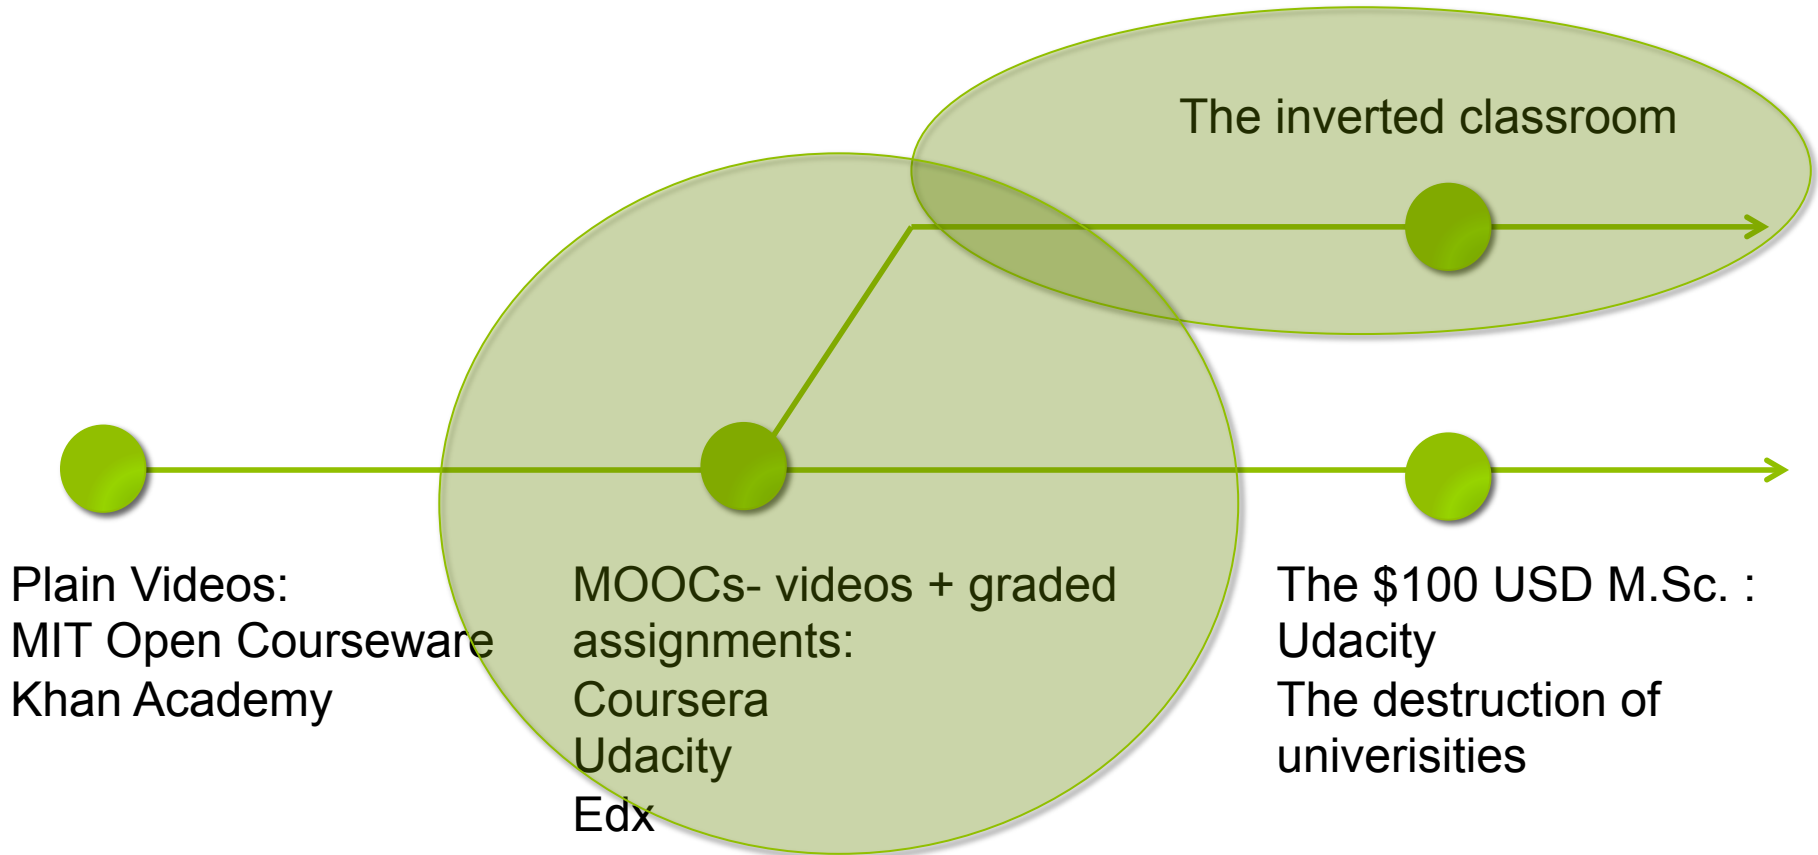 The inverted classroom
Plain Videos:
MIT Open Courseware
Khan Academy
MOOCs- videos + graded
assignments:
Coursera
Udacity
Edx
The $100 USD M.Sc. :
Udacity
The destruction of
univerisities